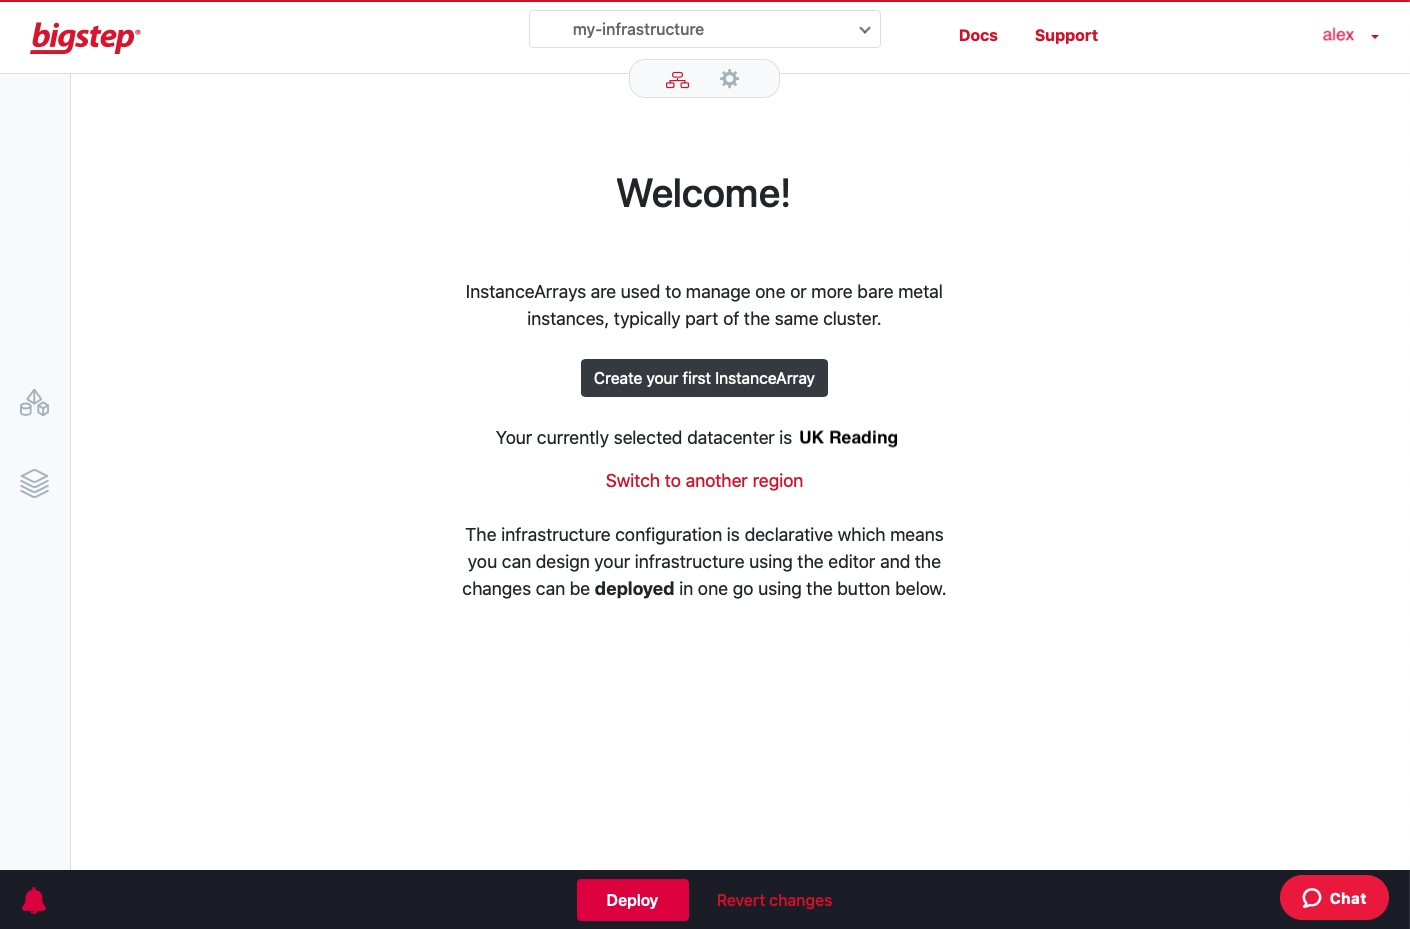 bigstep®
my-infrastructure
Docs
Support
alex
Welcome!
InstanceArrays are used to manage one or more bare metal
instances, typically part of the same cluster.
Create your first InstanceArray
Your currently selected datacenter is UK Reading
Switch to another region
The infrastructure configuration is declarative which means
you can design your infrastructure using the editor and the
changes can be deployed in one go using the button below.
Deploy
Revert changes
Chat